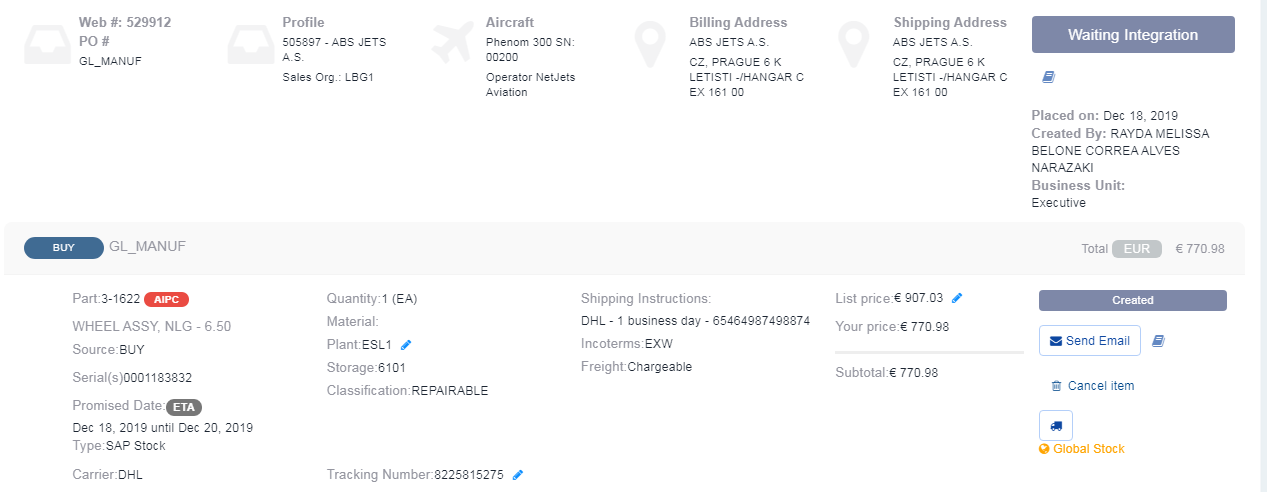 Web #: 529912
PO #
GL_MANUF
Profile
505897 - ABS JETS
A.S.
Sales Org.: LBG1
Aircraft
Phenom 300 SN:
00200
Operator NetJets
Aviation
Billing Address
ABS JETS A.S.
CZ, PRAGUE 6 K
LETISTI -/HANGAR C
EX 161 00
Shipping Address
ABS JETS A.S.
CZ, PRAGUE 6 K
LETISTI -/HANGAR C
EX 161 00
Waiting Integration
Placed on: Dec 18, 2019
Created By: RAYDA MELISSA
BELONE CORREA ALVES
NARAZAKI
Business Unit:
Executive
BUY GL_MANUF
Total EUR € 770.98
Part:3-1622 AIPC
WHEEL ASSY, NLG - 6.50
Source:BUY
Serial(s)0001183832
Promised Date:ETA
Dec 18, 2019 until Dec 20, 2019
Type:SAP Stock
Carrier:DHL
Quantity:1 (EA)
Material:
Plant:ESL1
Storage:6101
Classification:REPAIRABLE
Tracking Number:8225815275
Shipping Instructions:
DHL - 1 business day - 65464987498874
Incoterms:EXW
Freight:Chargeable
List price:€ 907.03
Your price:€ 770.98
Subtotal:€ 770.98
Created
Send Email
Cancel item
Global Stock